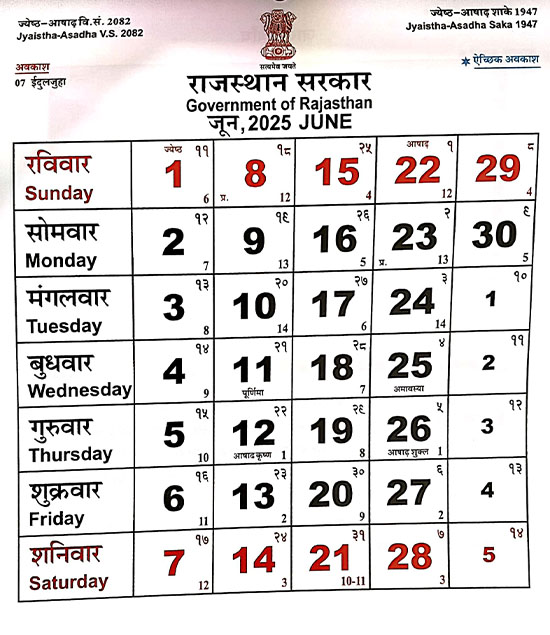 ज्येष्ठ-आषाढ़ वि.सं. 2082
Jyaistha-Asadha V.S. 2082
ज्येष्ठ-आषाढ़ शाके 1947
Jyaistha-Asadha Saka 1947
सत्यमेव जयते
अवकाश
07 ईदुलजुहा
* ऐच्छिक अवकाश
राजस्थान सरकार
Government of Rajasthan
जून, 2025 JUNE
रविवार Sunday
ज्येष्ठ ११ 1 6
१८ 8 प्र. 12
२५ 15 4
आषाढ़ १ 22 12
८ 29 4
सोमवार Monday
१२ 2 7
१९ 9 13
२६ 16 5
२ 23 प्र. 13
९ 30 5
मंगलवार Tuesday
१३ 3 8
२० 10 14
२७ 17 6
३ 24 14
१० 1
बुधवार Wednesday
१४ 4 9
२१ 11 पूर्णिमा
२८ 18 7
४ 25 अमावस्या
११ 2
गुरुवार Thursday
१५ 5 10
२२ 12 आषाढ़ कृष्ण 1
२९ 19 8
५ 26 आषाढ़ शुक्ल 1
१२ 3
शुक्रवार Friday
१६ 6 11
२३ 13 2
३० 20 9
६ 27 2
१३ 4
शनिवार Saturday
१७ 7 12
२४ 14 3
३१ 21 10-11
७ 28 3
१४ 5